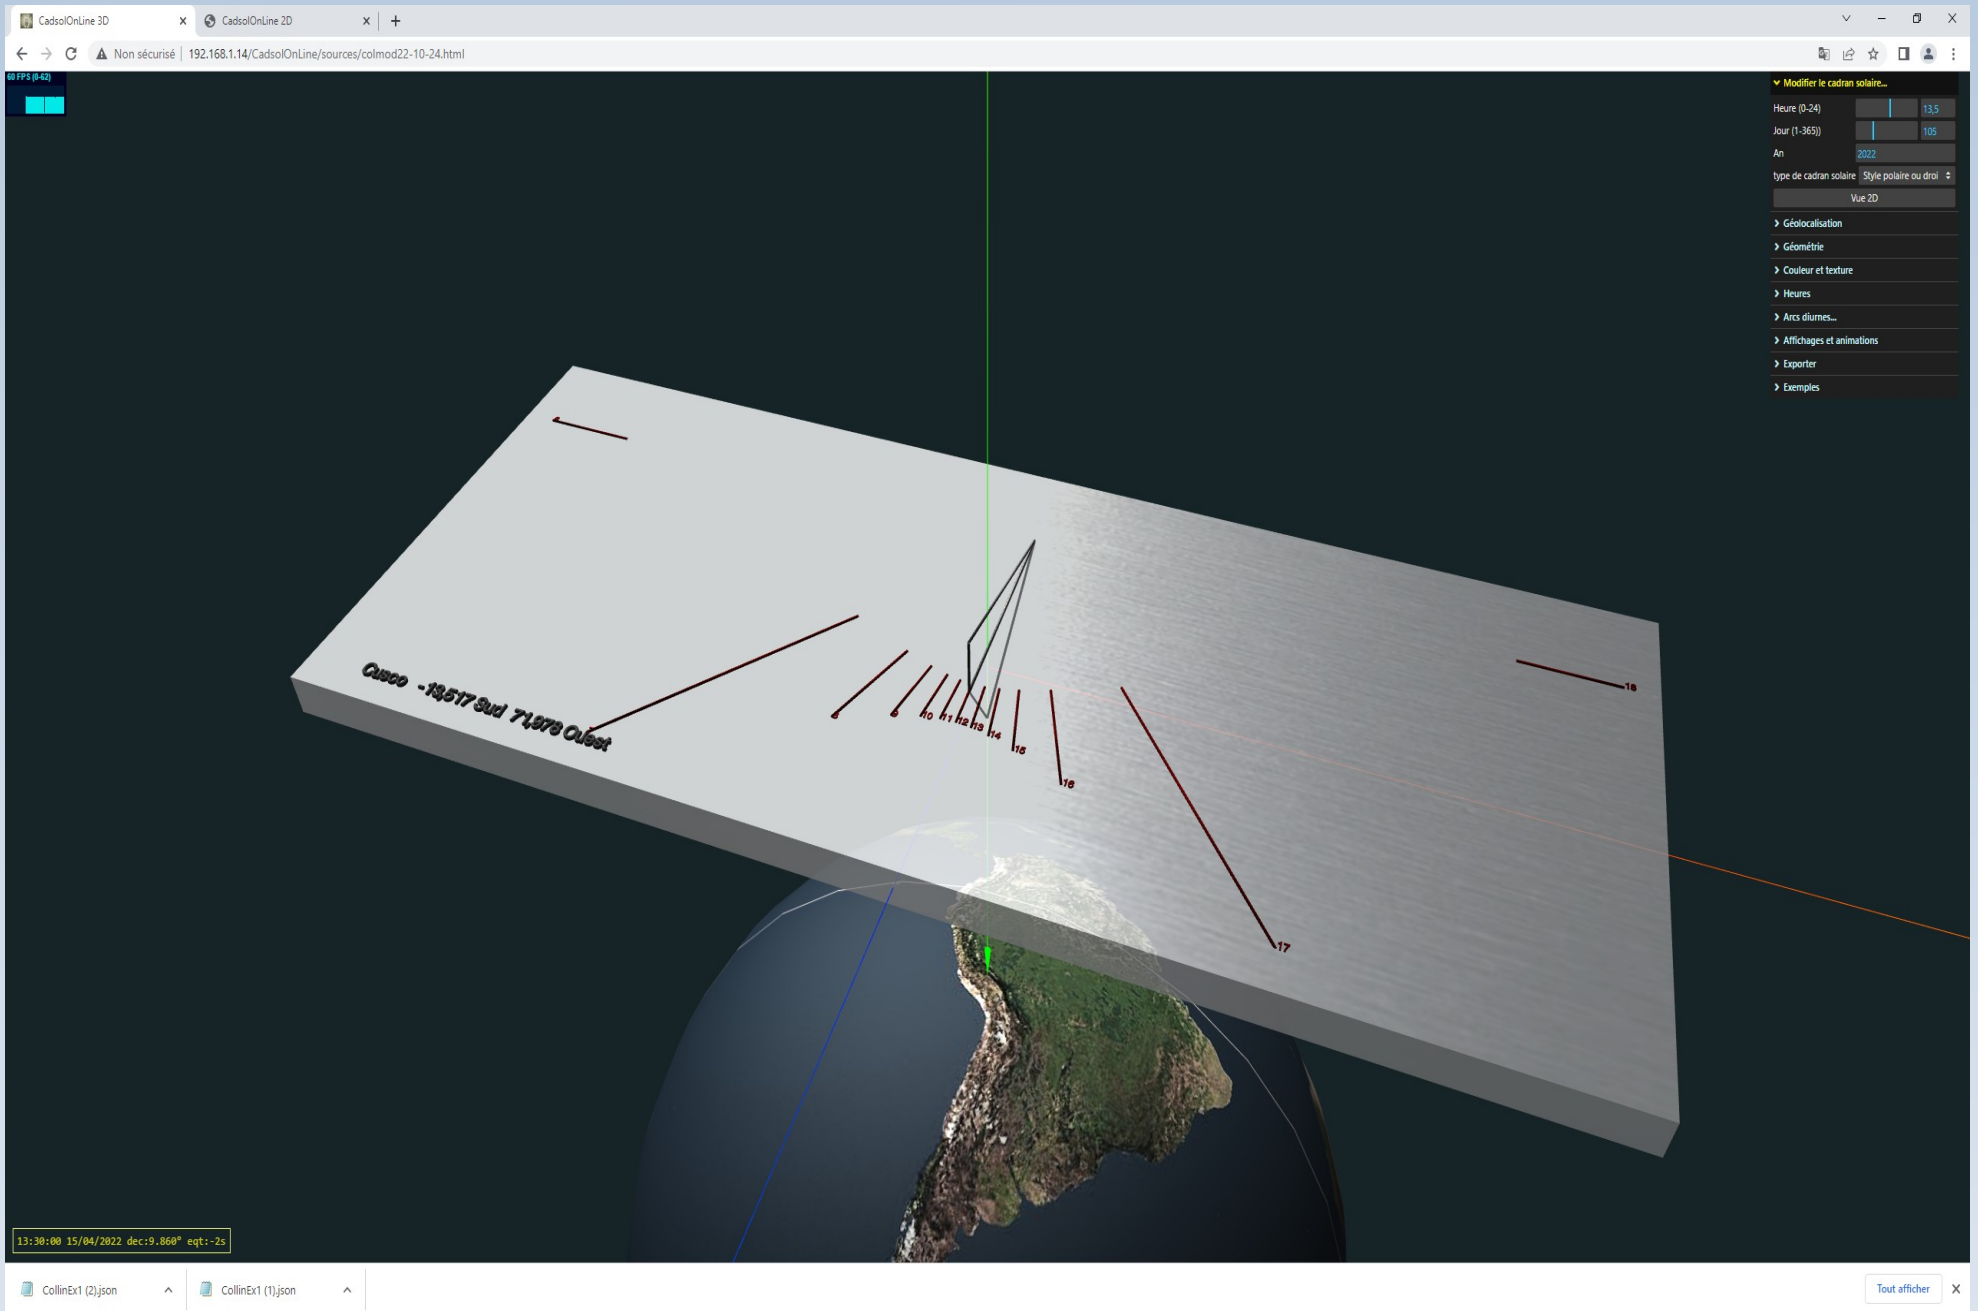 CadsolOnLine 3D
CadsolOnLine 2D
Non sécurisé 192.168.1.14/CadsolOnLine/sources/colmod22-10-24.html
60 FPS (0-62)
Modifier le cadran solaire...
Heure (0-24) 13,5
Jour (1-365)) 105
An 2022
type de cadran solaire Style polaire ou droi
Vue 2D
Géolocalisation
Géométrie
Couleur et texture
Heures
Arcs diurnes...
Affichages et animations
Exporter
Exemples
Cusco -13,517 Sud 71,978 Ouest
8
9
10
11
12
13
14
15
16
17
18
13:30:00 15/04/2022 dec:9.860° eqt:-2s
CollinEx1 (2).json
CollinEx1 (1).json
Tout afficher